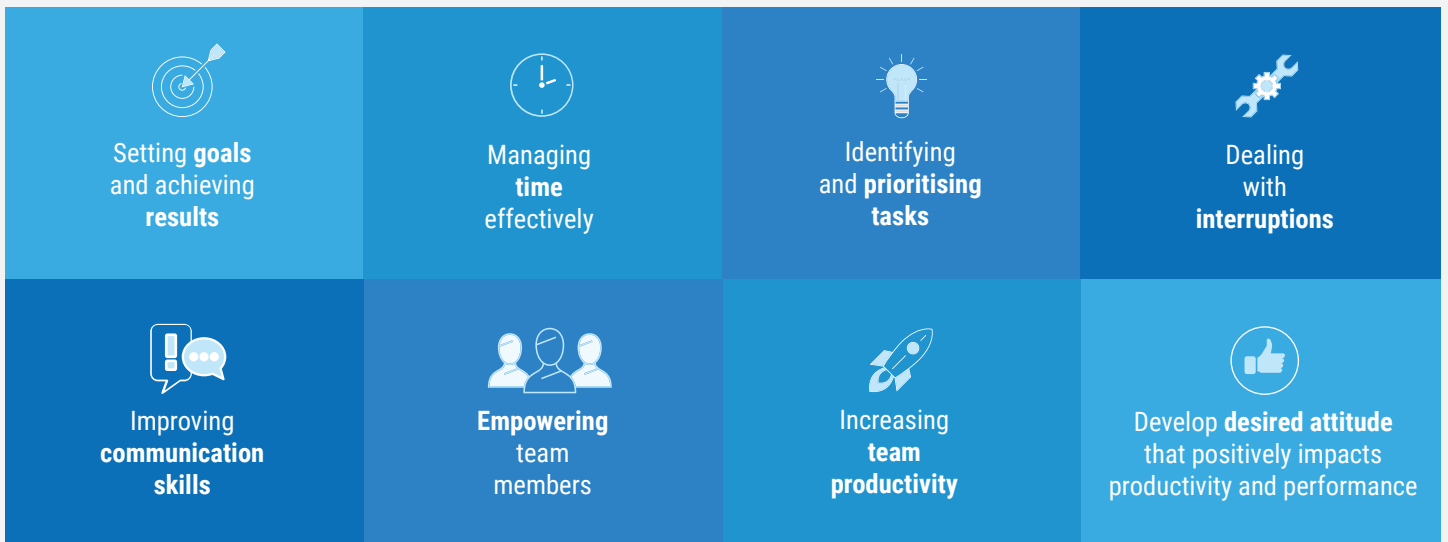 Setting goals
and achieving
results
Managing
time
effectively
Identifying
and prioritising
tasks
Dealing
with
interruptions
Improving
communication
skills
Empowering
team
members
Increasing
team
productivity
Develop desired attitude
that positively impacts
productivity and performance